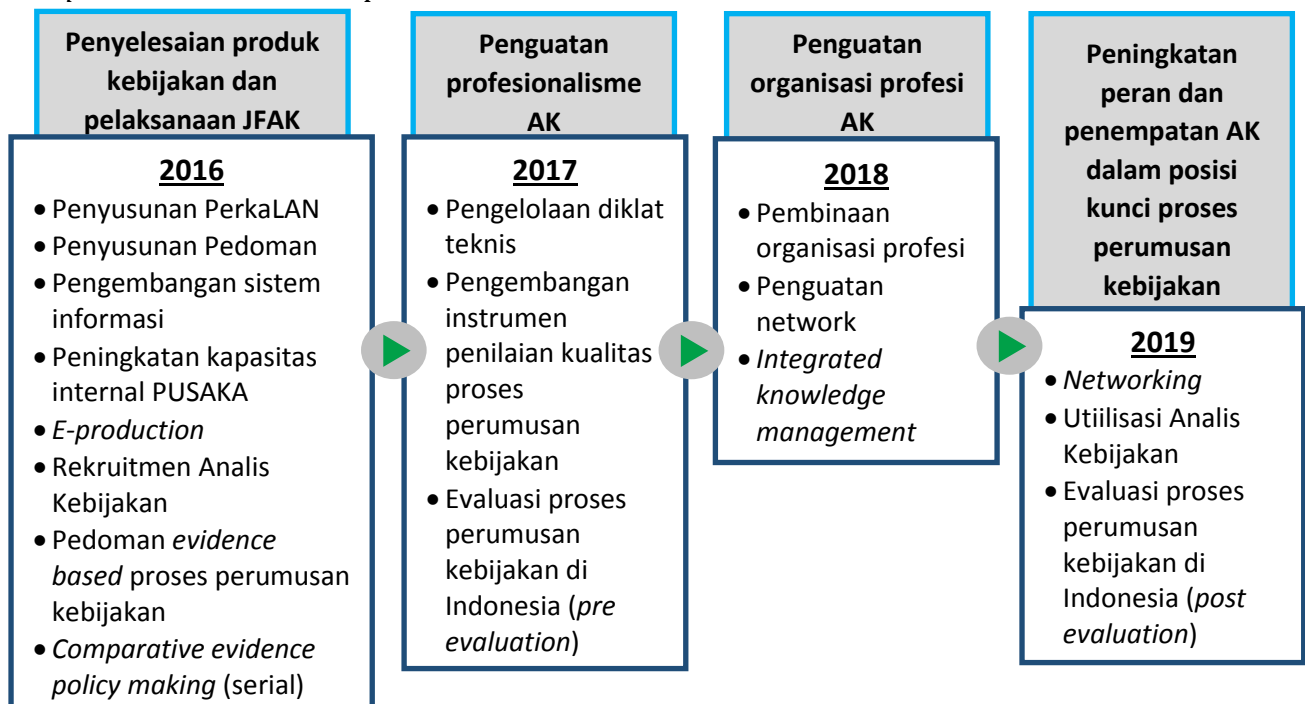 Penyelesaian produk
kebijakan dan
pelaksanaan JFAK
2016
• Penyusunan PerkaLAN
• Penyusunan Pedoman
• Pengembangan sistem
informasi
• Peningkatan kapasitas
internal PUSAKA
• E-production
• Rekruitmen Analis
Kebijakan
• Pedoman evidence
based proses perumusan
kebijakan
• Comparative evidence
policy making (serial)
Penguatan
profesionalisme
AK
2017
• Pengelolaan diklat
teknis
• Pengembangan
instrumen
penilaian kualitas
proses
perumusan
kebijakan
• Evaluasi proses
perumusan
kebijakan di
Indonesia (pre
evaluation)
Penguatan
organisasi profesi
AK
2018
• Pembinaan
organisasi profesi
• Penguatan
network
• Integrated
knowledge
management
Peningkatan
peran dan
penempatan AK
dalam posisi
kunci proses
perumusan
kebijakan
2019
• Networking
• Utiilisasi Analis
Kebijakan
• Evaluasi proses
perumusan
kebijakan di
Indonesia (post
evaluation)